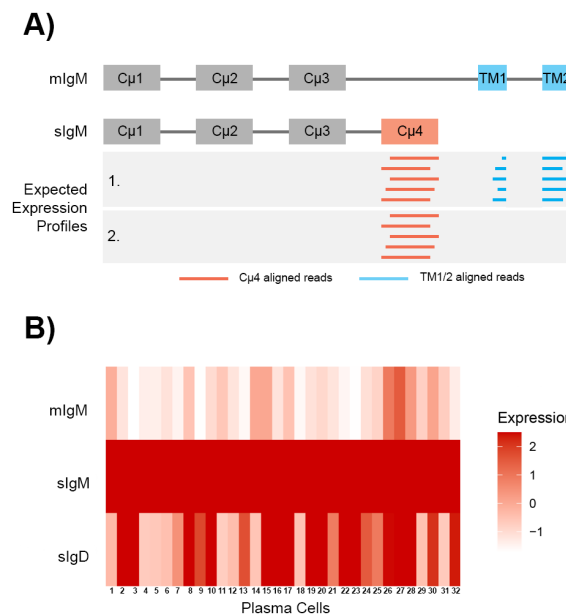 A)
mIgM Cμ1 Cμ2 Cμ3 TM1 TM2
sIgM Cμ1 Cμ2 Cμ3 Cμ4
Expected
Expression
Profiles
1.
2.
Cμ4 aligned reads TM1/2 aligned reads
B)
mIgM
sIgM
sIgD
Expression
2
1
0
−1
1 2 3 4 5 6 7 8 9 10 11 12 13 14 15 16 17 18 19 20 21 22 23 24 25 26 27 28 29 30 31 32
Plasma Cells